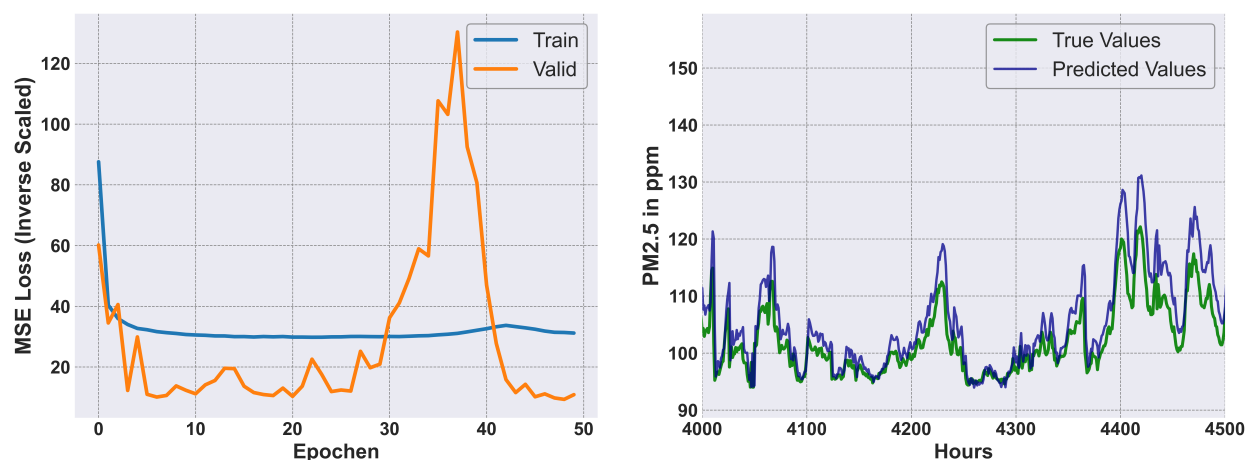 MSE Loss (Inverse Scaled)
120
100
80
60
40
20
0 10 20 30 40 50
Epochen
Train
Valid
PM2.5 in ppm
150
140
130
120
110
100
90
4000 4100 4200 4300 4400 4500
Hours
True Values
Predicted Values